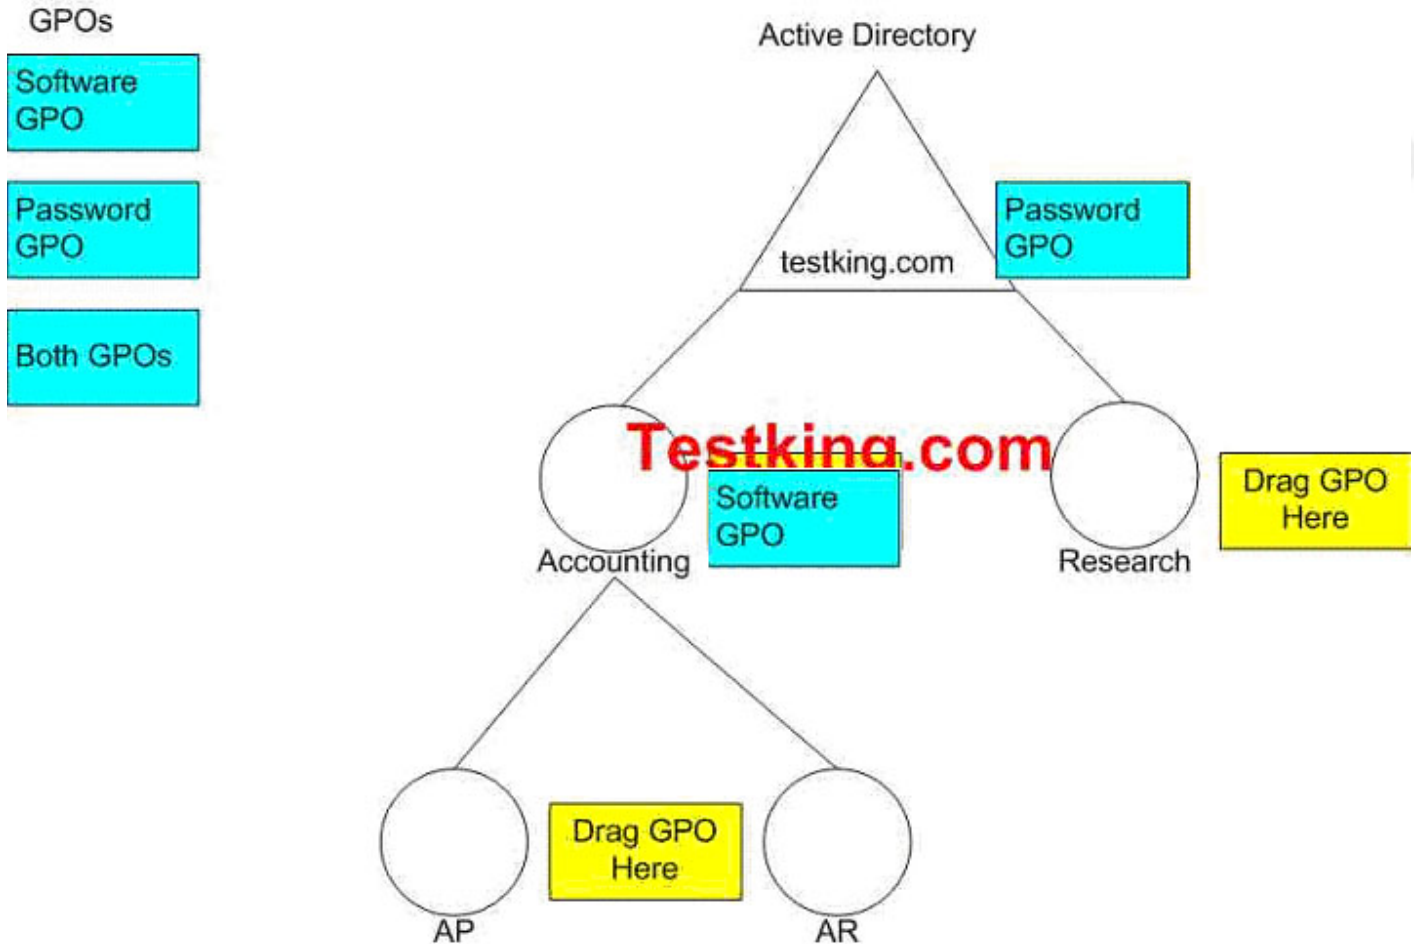 GPOs
Software
GPO
Password
GPO
Both GPOs
Active Directory
testking.com
Password
GPO
Testking.com
Software
GPO
Accounting
Drag GPO
Here
Research
Drag GPO
Here
AP
AR